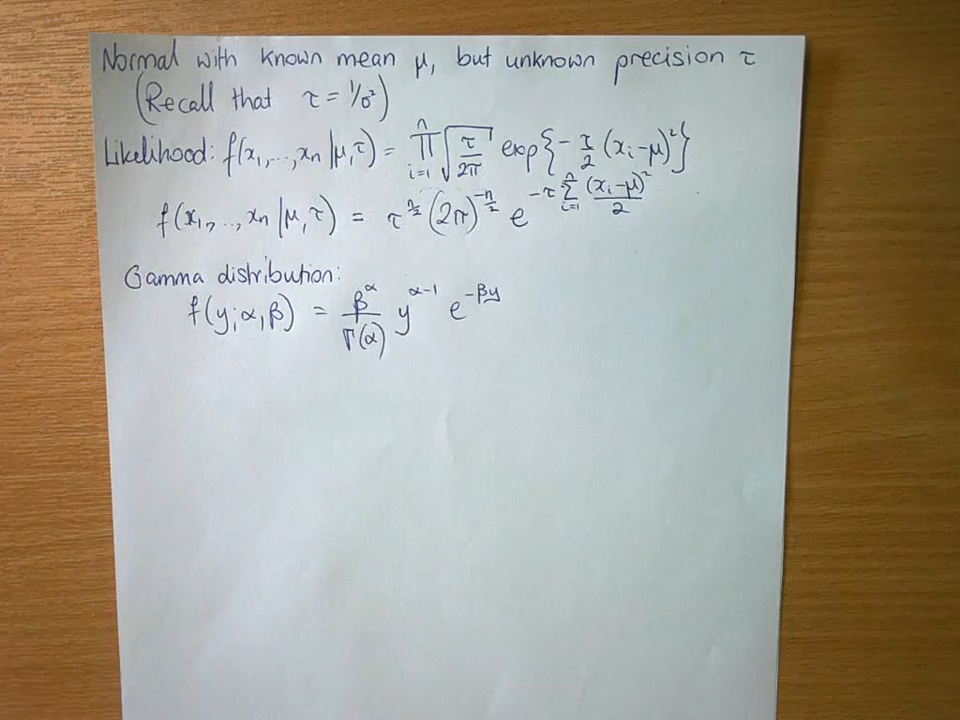 Normal with known mean μ, but unknown precision τ
(Recall that τ = 1/σ²)
Likelihood: f(x₁,...,xₙ|μ,τ) = ∏ᵢ₌₁ⁿ √(τ/2π) exp{-τ/2 (xᵢ-μ)²}
f(x₁,...,xₙ|μ,τ) = τ^(n/2) (2π)^(-n/2) e^(-τ ∑ᵢ₌₁ⁿ (xᵢ-μ)²/2)
Gamma distribution:
f(y;α,β) = β^α/Γ(α) y^(α-1) e^(-βy)